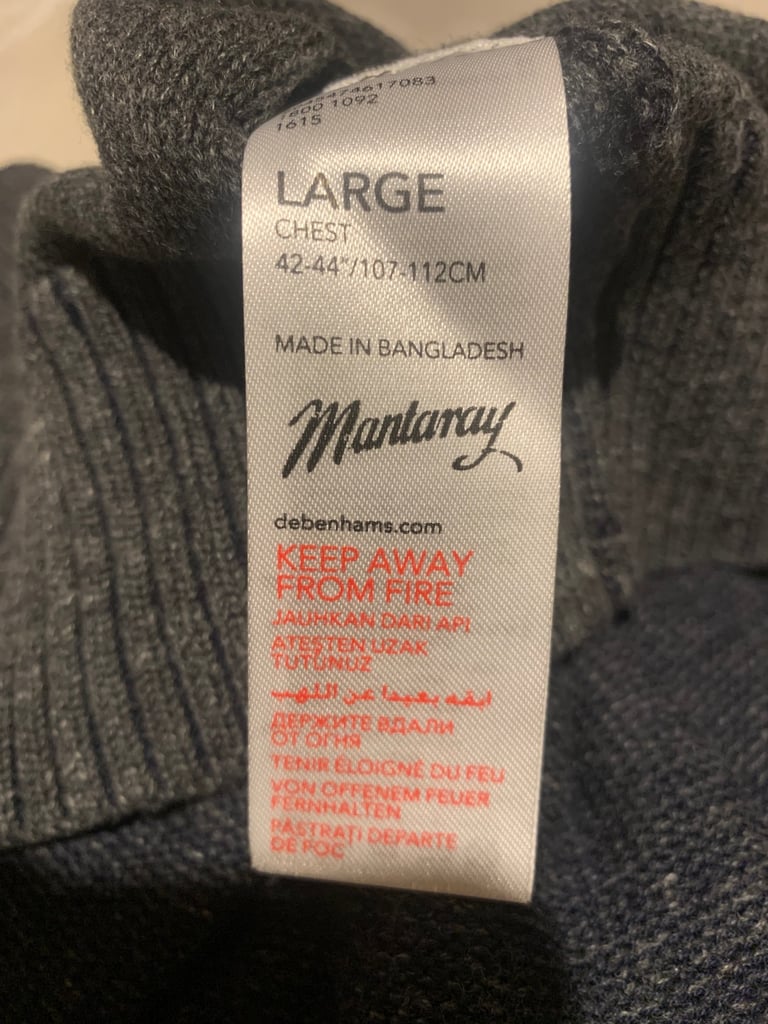 1800 1092
1615
LARGE
CHEST
42-44"/107-112CM
MADE IN BANGLADESH
Mantaray
debenhams.com
KEEP AWAY
FROM FIRE
JAUHKAN DARI API
ATEŞTEN UZAK
TUTUNUZ
ابقه بعيدا عن اللهب
ДЕРЖИТЕ ВДАЛИ
ОТ ОГНЯ
TENIR ÉLOIGNÉ DU FEU
VON OFFENEM FEUER
FERNHALTEN
PĂSTRAȚI DEPARTE
DE FOC